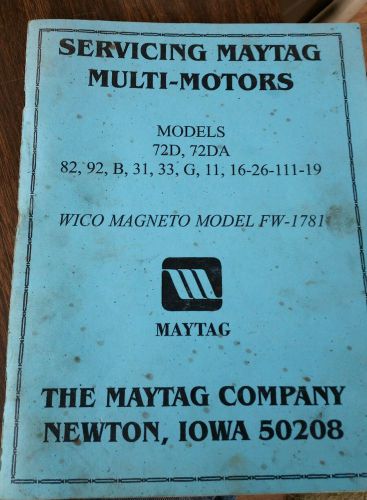 SERVICING MAYTAG
MULTI-MOTORS
MODELS
72D, 72DA
82, 92, B, 31, 33, G, 11, 16-26-111-19
WICO MAGNETO MODEL FW-1781
MAYTAG
THE MAYTAG COMPANY
NEWTON, IOWA 50208